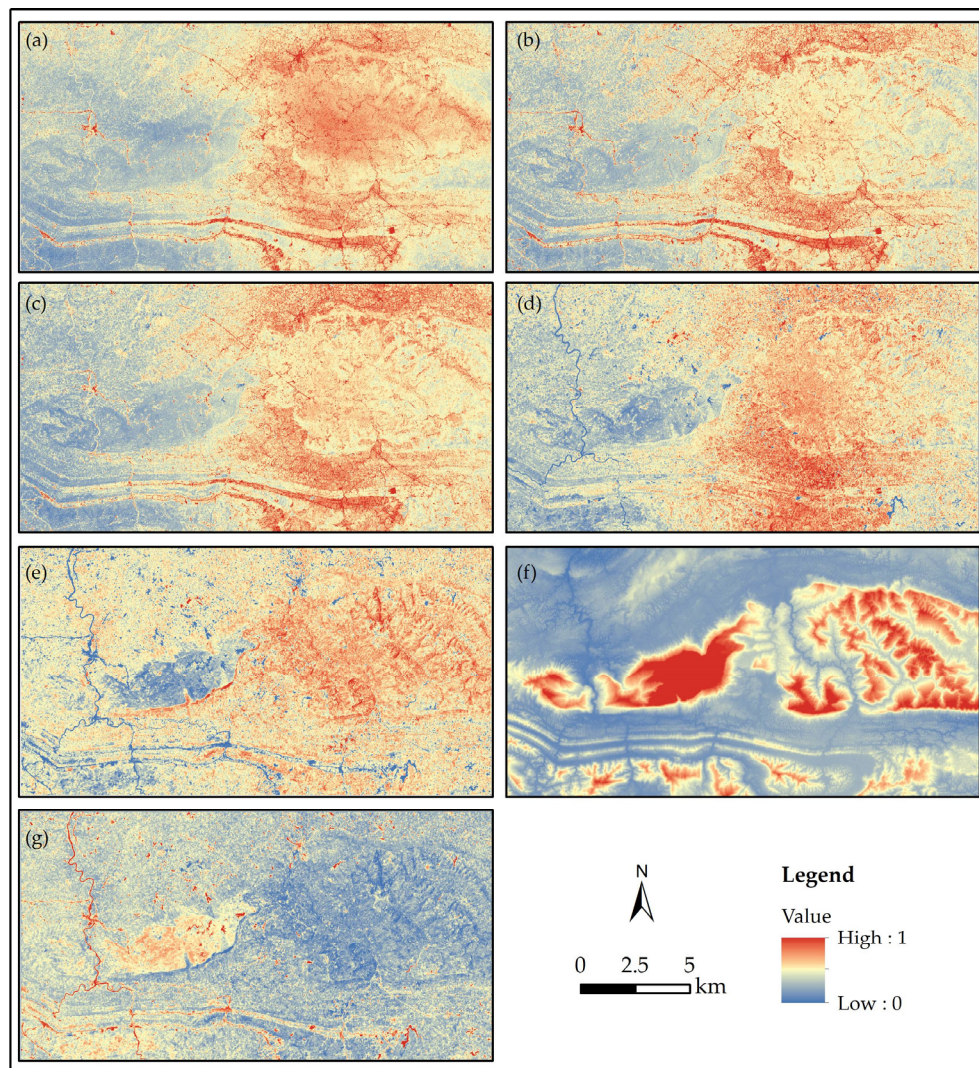 (a)
(b)
(c)
(d)
(e)
(f)
(g)
N
0 2.5 5
km
Legend
Value
High : 1
Low : 0